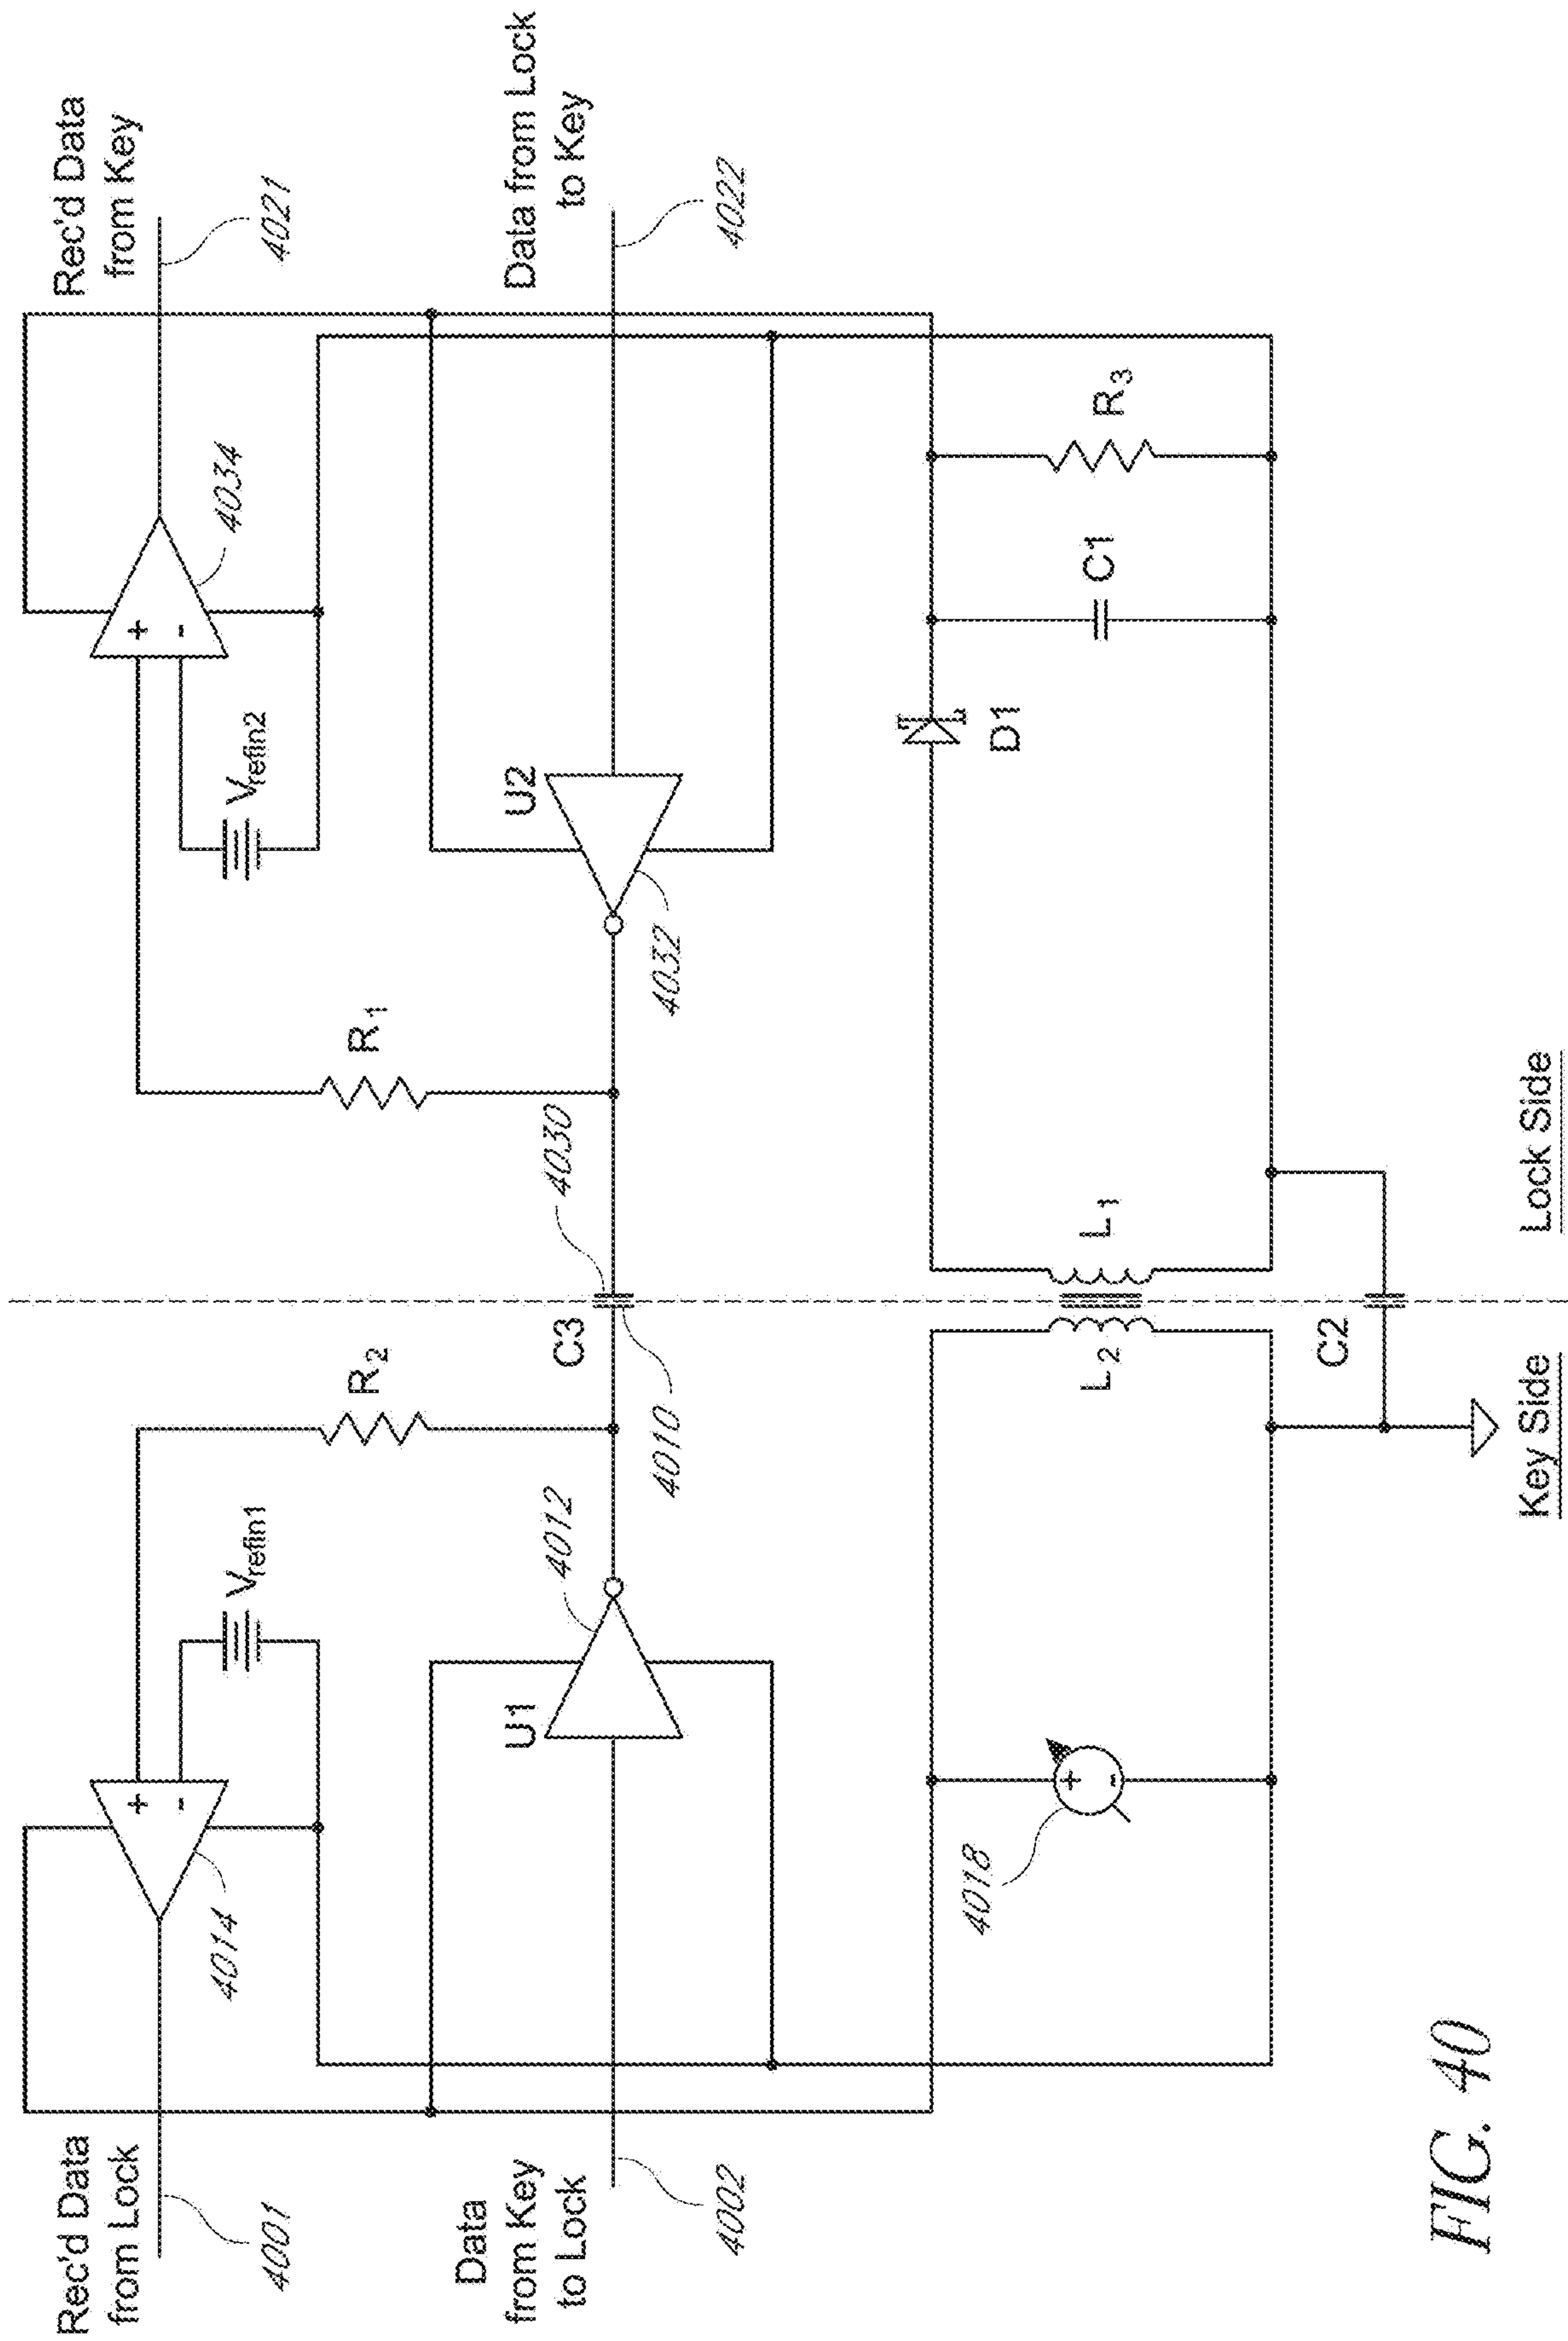 Rec'd Data
from Lock
4001
4014
+
-
Vrefin1
R2
Data
from Key
to Lock
4002
U1
4012
C3
4010
4018
+
-
L2
C2
Key Side
Rec'd Data
from Key
4021
4034
+
-
Vrefin2
R1
Data from Lock
to Key
4022
U2
4032
4030
D1
C1
R3
L1
Lock Side
FIG. 40